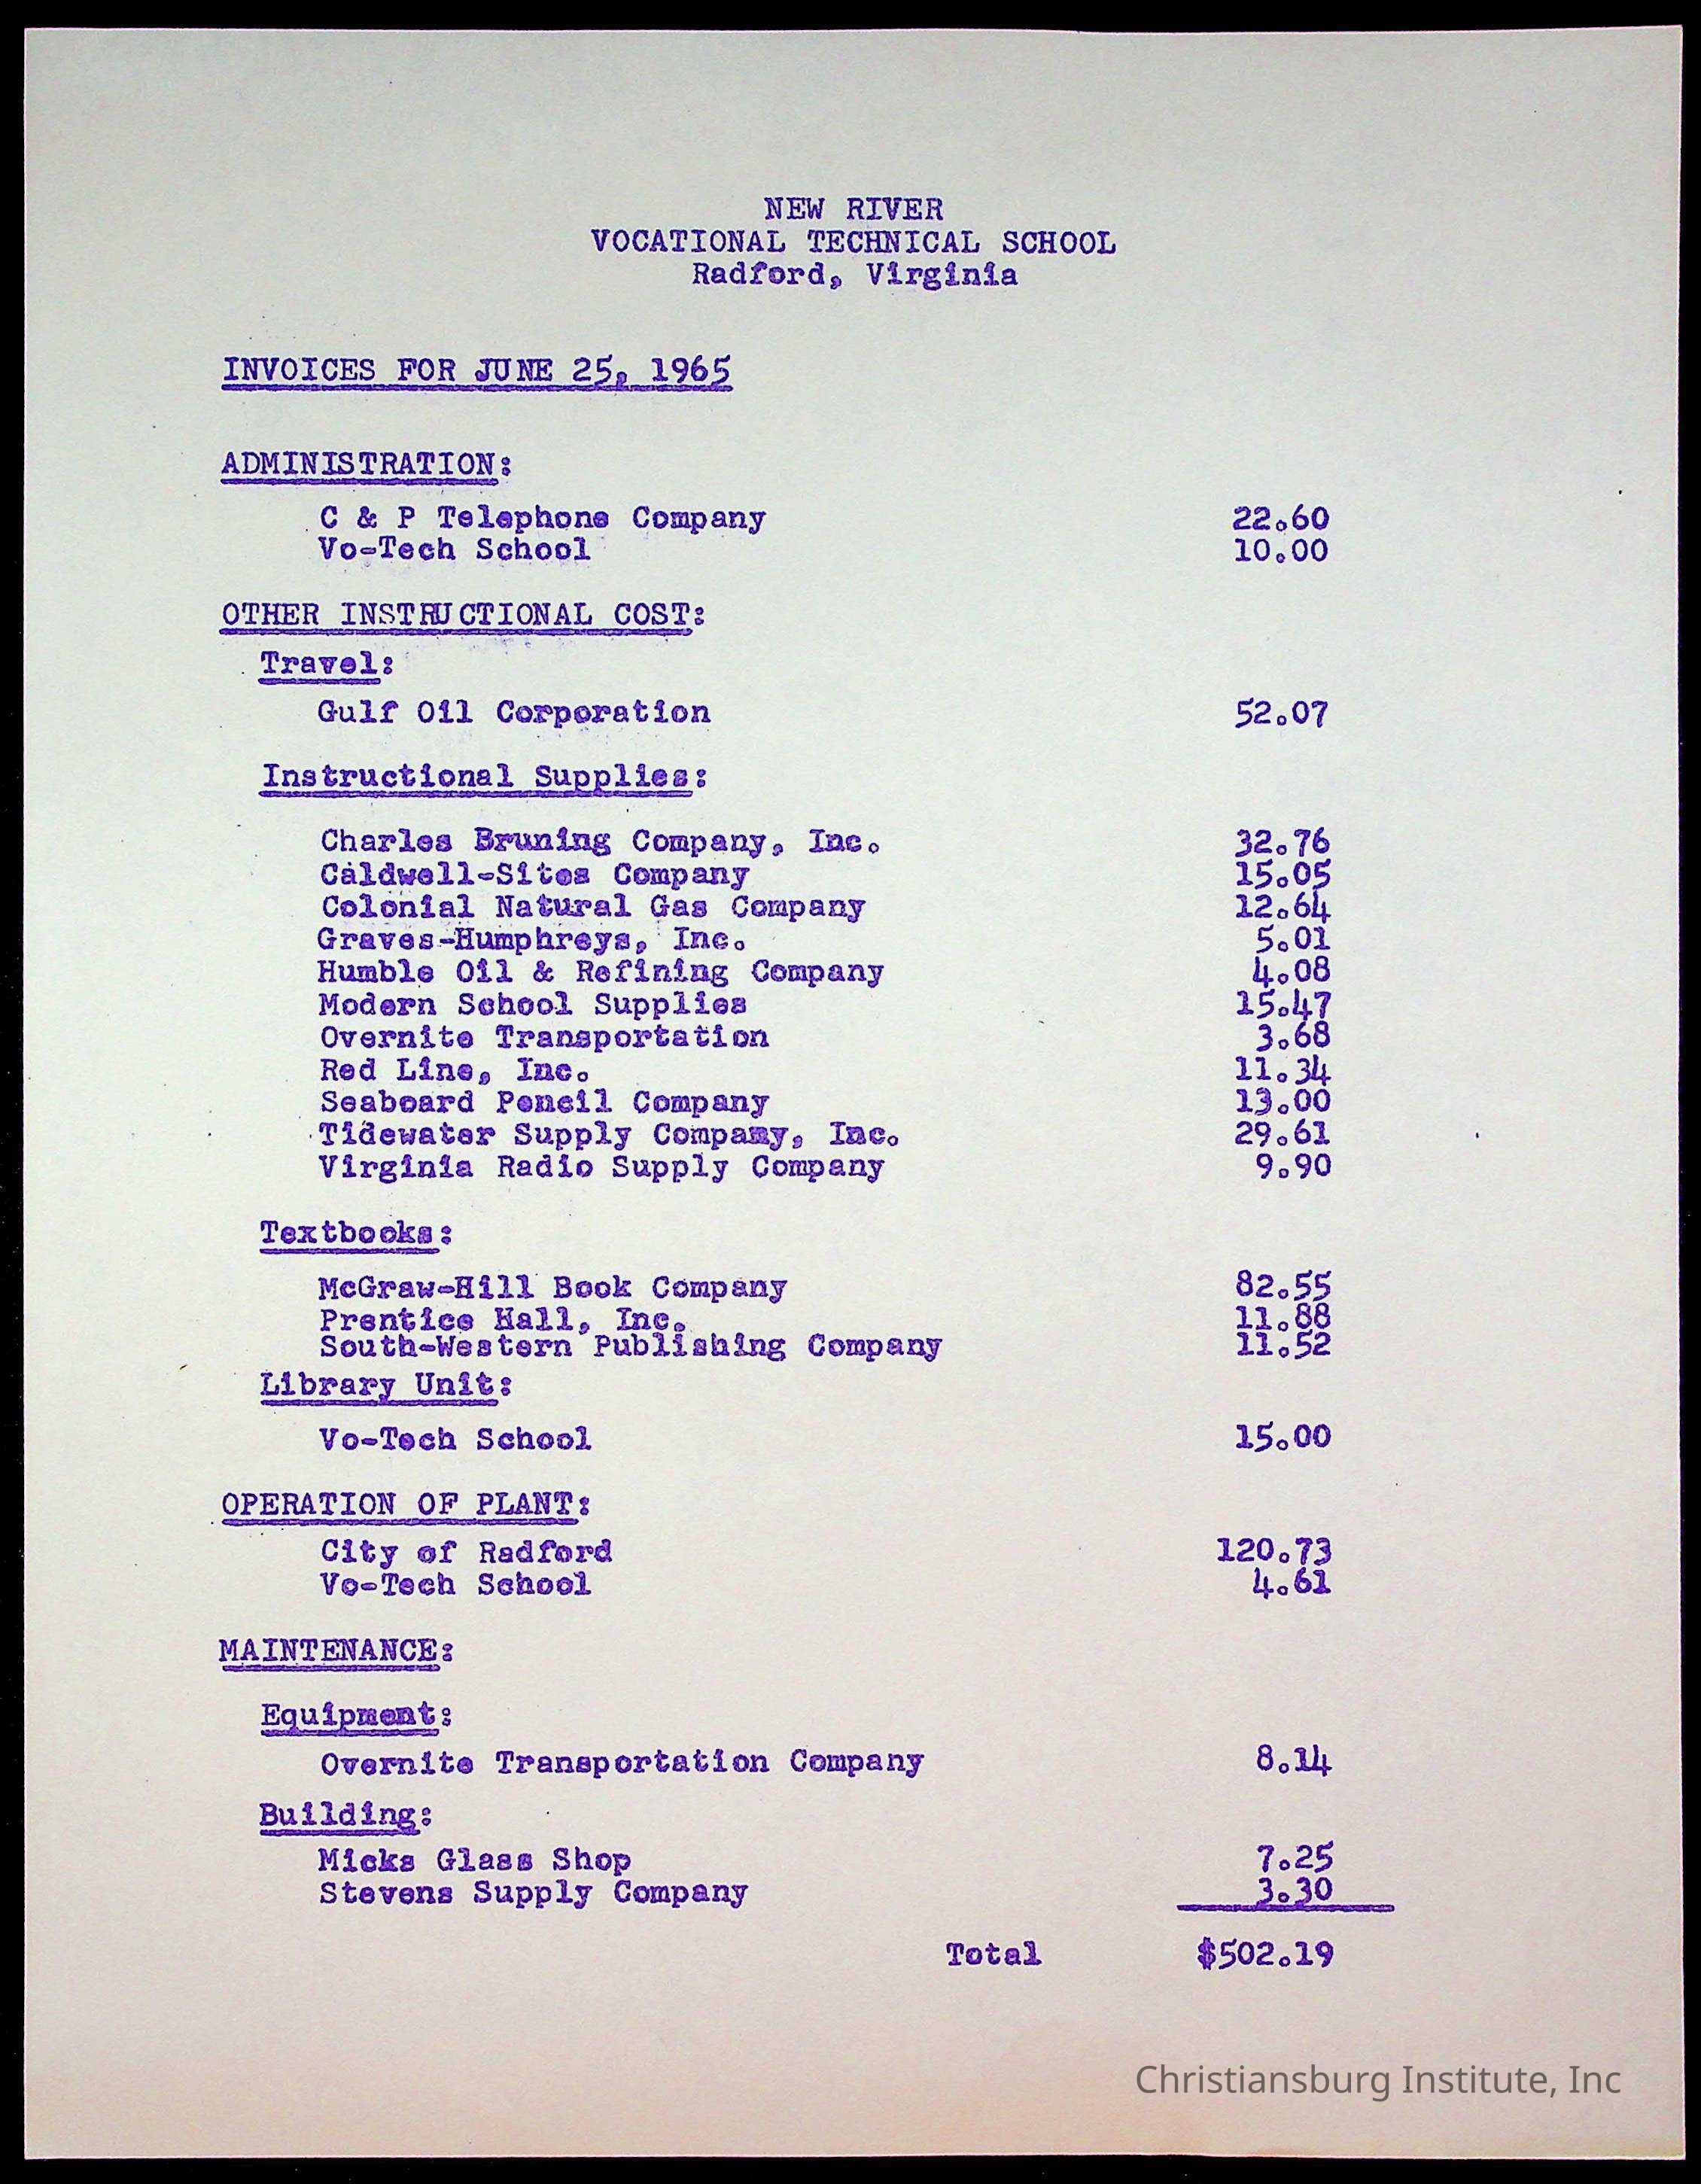 NEW RIVER
VOCATIONAL TECHNICAL SCHOOL
Radford, Virginia
INVOICES FOR JUNE 25, 1965
ADMINISTRATION:
C & P Telephone Company 22.60
Vo-Tech School 10.00
OTHER INSTRUCTIONAL COST:
Travel:
Gulf Oil Corporation 52.07
Instructional Supplies:
Charles Bruning Company, Inc. 32.76
Caldwell-Sites Company 15.05
Colonial Natural Gas Company 12.64
Graves-Humphreys, Inc. 5.01
Humble Oil & Refining Company 4.08
Modern School Supplies 15.47
Overnite Transportation 3.68
Red Line, Inc. 11.34
Seaboard Pencil Company 13.00
Tidewater Supply Company, Inc. 29.61
Virginia Radio Supply Company 9.90
Textbooks:
McGraw-Hill Book Company 82.55
Prentice Hall, Inc. 11.88
South-Western Publishing Company 11.52
Library Unit:
Vo-Tech School 15.00
OPERATION OF PLANT:
City of Radford 120.73
Vo-Tech School 4.61
MAINTENANCE:
Equipment:
Overnite Transportation Company 8.14
Building:
Micks Glass Shop 7.25
Stevens Supply Company 3.30
Total $502.19
Christiansburg Institute, Inc